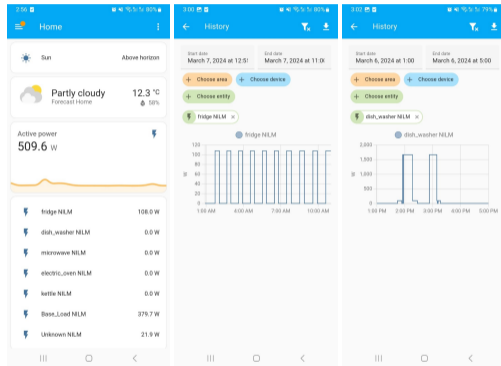 2:56
80%
Home
Sun
Above horizon
Partly cloudy
Forecast Home
12.3 °C
58%
Active power
509.6 W
fridge NILM
108.0 W
dish_washer NILM
0.0 W
microwave NILM
0.0 W
electric_oven NILM
0.0 W
kettle NILM
0.0 W
Base_Load NILM
379.7 W
Unknown NILM
21.9 W
3:00
80%
History
Start date
End date
March 7, 2024 at 12:51
March 7, 2024 at 11:00
Choose area
Choose device
Choose entity
fridge NILM
fridge NILM
120
100
80
60
40
20
0
W
1:00 AM
4:00 AM
7:00 AM
10:00 AM
3:02
79%
History
Start date
End date
March 6, 2024 at 1:00
March 6, 2024 at 5:00
Choose area
Choose device
Choose entity
dish_washer NILM
dish_washer NILM
2,000
1,500
1,000
500
0
W
1:00 PM
2:00 PM
3:00 PM
4:00 PM
5:00 PM